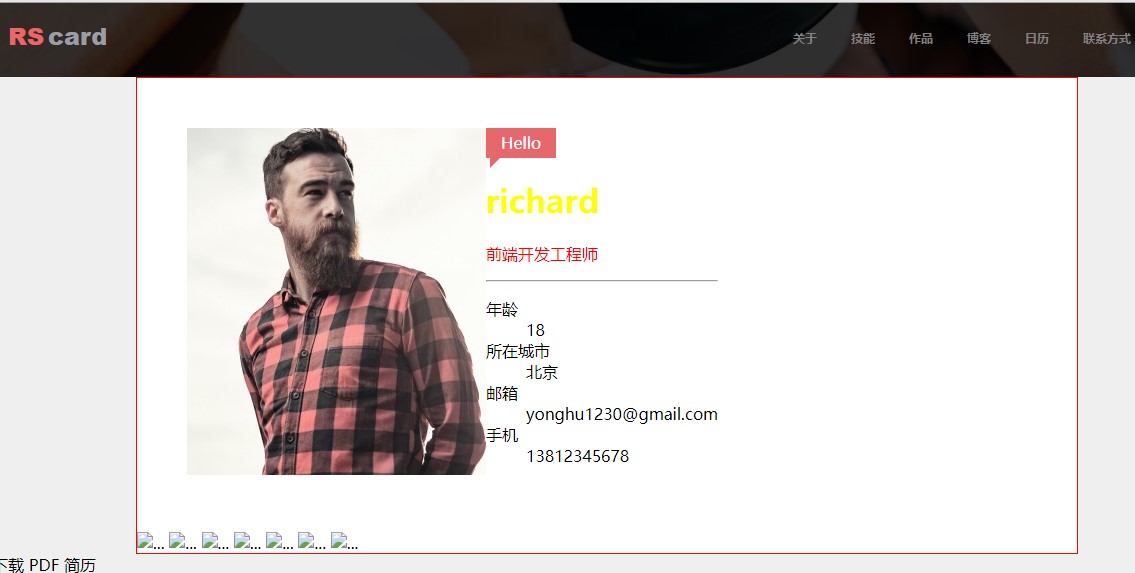 RS card
关于 技能 作品 博客 日历 联系方式
Hello
richard
前端开发工程师
年龄
18
所在城市
北京
邮箱
yonghu1230@gmail.com
手机
13812345678
... ... ... ... ... ... ...
下载 PDF 简历